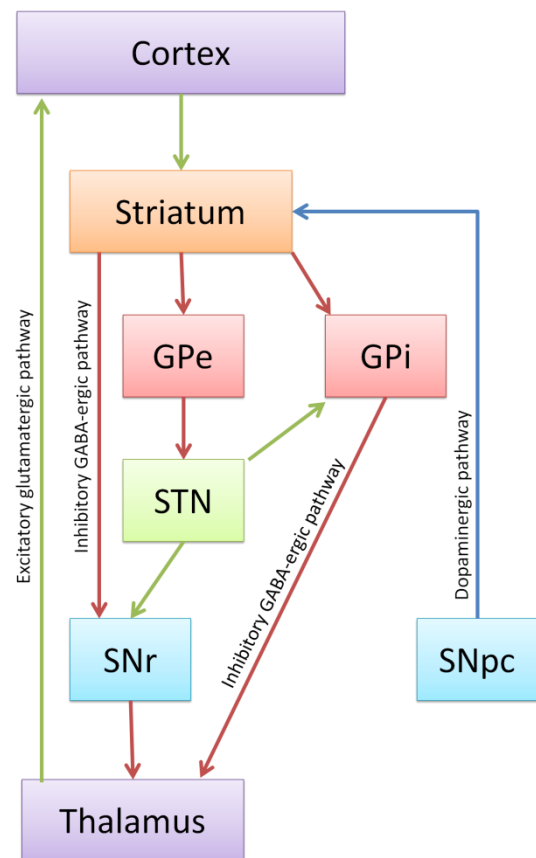 Cortex
Striatum
GPe
GPi
STN
SNr
SNpc
Thalamus
Excitatory glutamatergic pathway
Inhibitory GABA-ergic pathway
Inhibitory GABA-ergic pathway
Dopaminergic pathway